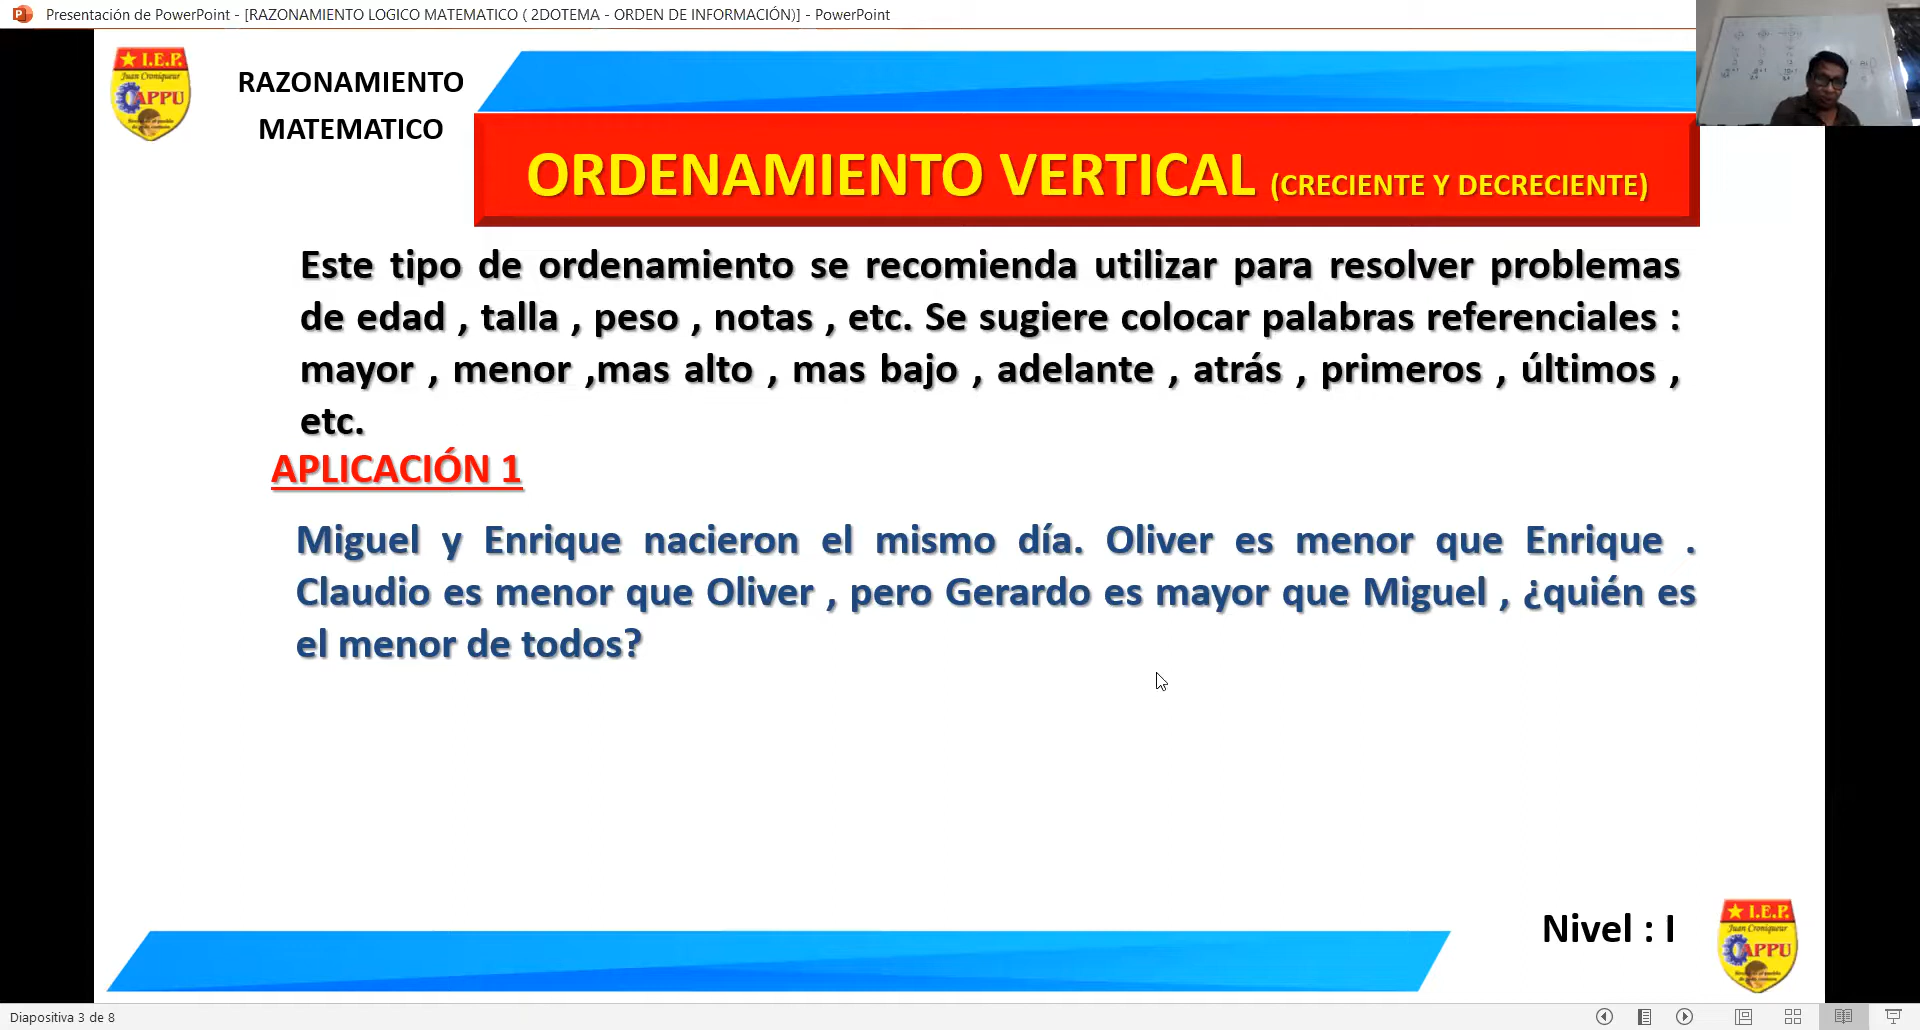 Presentación de PowerPoint - [RAZONAMIENTO LOGICO MATEMATICO ( 2DOTEMA - ORDEN DE INFORMACIÓN)] - PowerPoint
I.E.P.
Juan Croniqueur
APPU
RAZONAMIENTO
MATEMATICO
ORDENAMIENTO VERTICAL (CRECIENTE Y DECRECIENTE)
Este tipo de ordenamiento se recomienda utilizar para resolver problemas
de edad , talla , peso , notas , etc. Se sugiere colocar palabras referenciales :
mayor , menor ,mas alto , mas bajo , adelante , atrás , primeros , últimos ,
etc.
APLICACIÓN 1
Miguel y Enrique nacieron el mismo día. Oliver es menor que Enrique .
Claudio es menor que Oliver , pero Gerardo es mayor que Miguel , ¿quién es
el menor de todos?
Nivel : I
I.E.P.
Juan Croniqueur
APPU
Diapositiva 3 de 8